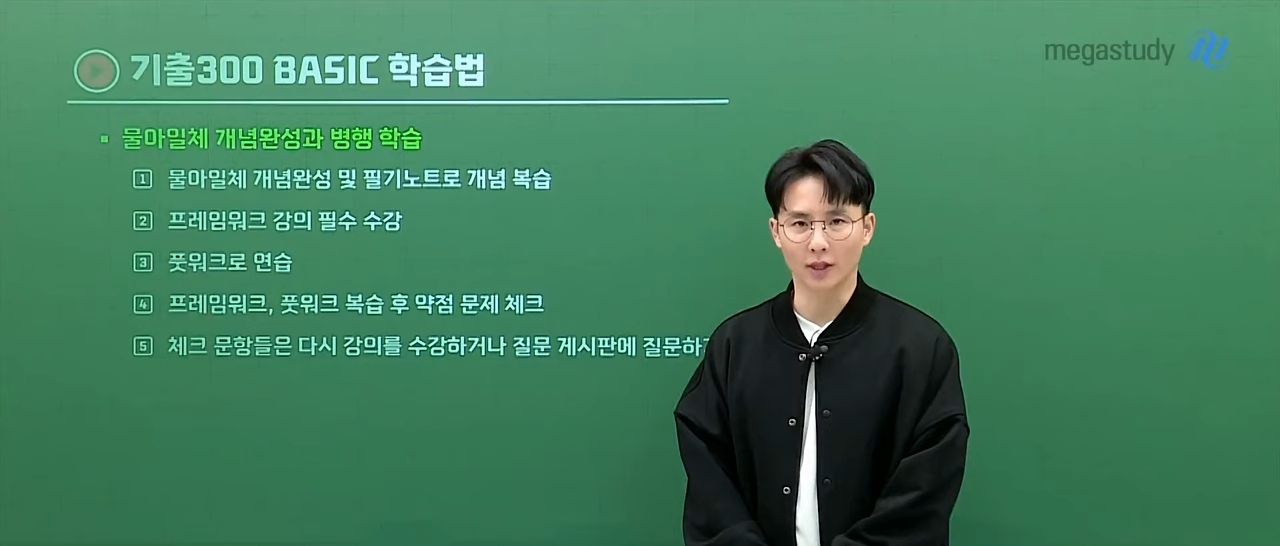 기출300 BASIC 학습법
megastudy
물아일체 개념완성과 병행 학습
1 물아일체 개념완성 및 필기노트로 개념 복습
2 프레임워크 강의 필수 수강
3 풋워크로 연습
4 프레임워크, 풋워크 복습 후 약점 문제 체크
5 체크 문항들은 다시 강의를 수강하거나 질문 게시판에